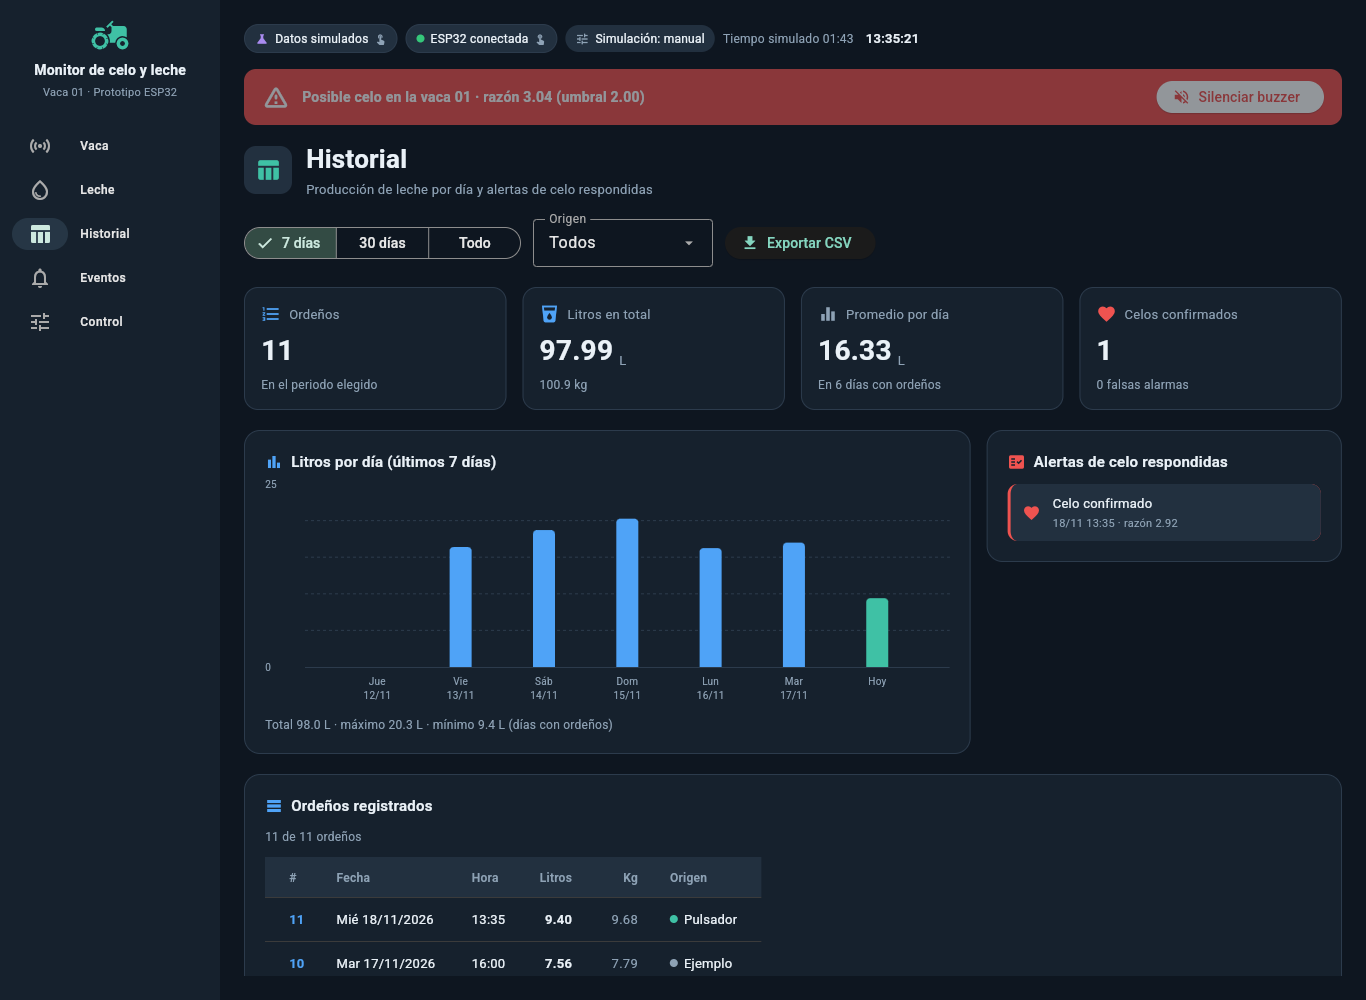 Monitor de celo y leche
Vaca 01 · Prototipo ESP32
Vaca
Leche
Historial
Eventos
Control
Datos simulados
ESP32 conectada
Simulación: manual
Tiempo simulado 01:43
13:35:21
Posible celo en la vaca 01 · razón 3.04 (umbral 2.00)
Silenciar buzzer
Historial
Producción de leche por día y alertas de celo respondidas
7 días
30 días
Todo
Origen
Todos
Exportar CSV
Ordeños
11
En el periodo elegido
Litros en total
97.99 L
100.9 kg
Promedio por día
16.33 L
En 6 días con ordeños
Celos confirmados
1
0 falsas alarmas
Litros por día (últimos 7 días)
25
0
Jue 12/11
Vie 13/11
Sáb 14/11
Dom 15/11
Lun 16/11
Mar 17/11
Hoy
Total 98.0 L · máximo 20.3 L · mínimo 9.4 L (días con ordeños)
Alertas de celo respondidas
Celo confirmado
18/11 13:35 · razón 2.92
Ordeños registrados
11 de 11 ordeños
# Fecha Hora Litros Kg Origen
11 Mié 18/11/2026 13:35 9.40 9.68 Pulsador
10 Mar 17/11/2026 16:00 7.56 7.79 Ejemplo